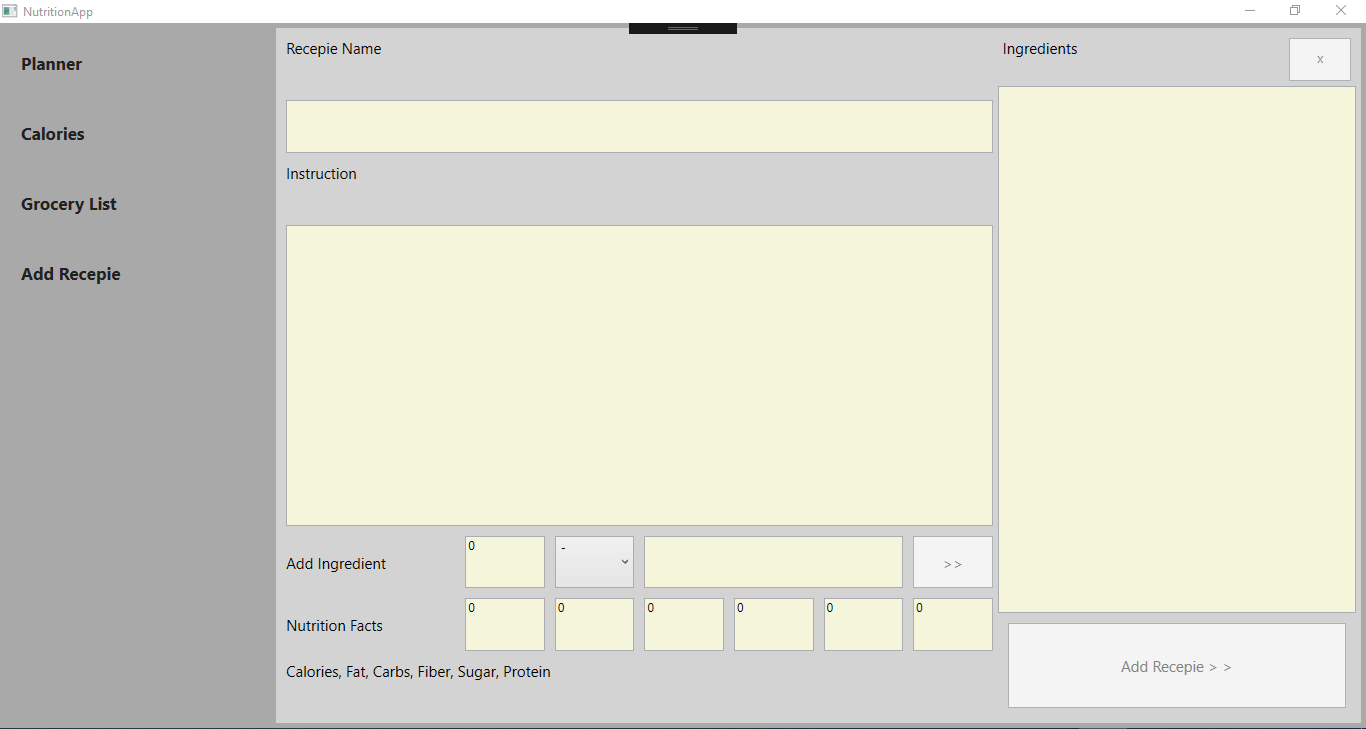 NutritionApp
Planner
Calories
Grocery List
Add Recepie
Recepie Name
Instruction
Add Ingredient
0
-
>>
Nutrition Facts
0
0
0
0
0
0
Calories, Fat, Carbs, Fiber, Sugar, Protein
Ingredients
x
Add Recepie > >